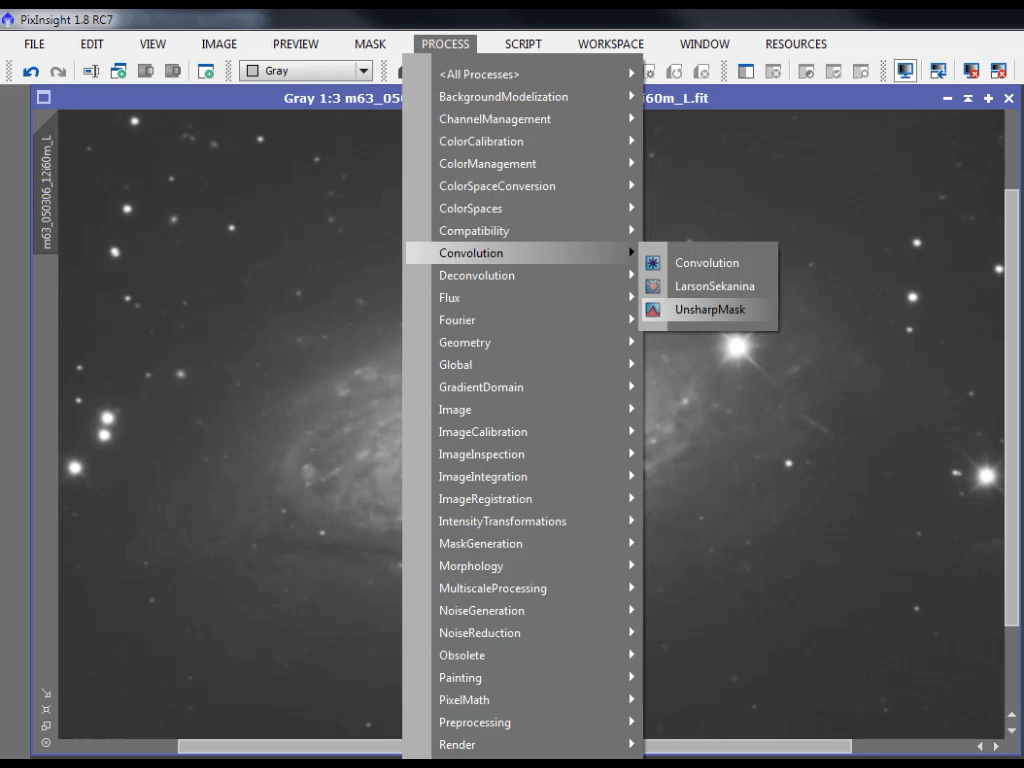 PixInsight 1.8 RC7
FILE EDIT VIEW IMAGE PREVIEW MASK PROCESS SCRIPT WORKSPACE WINDOW RESOURCES
Gray
Gray 1:3 m63_050 60m_L.fit
m63_050306_12i60m_L
<All Processes>
BackgroundModelization
ChannelManagement
ColorCalibration
ColorManagement
ColorSpaceConversion
ColorSpaces
Compatibility
Convolution
Deconvolution
Flux
Fourier
Geometry
Global
GradientDomain
Image
ImageCalibration
ImageInspection
ImageIntegration
ImageRegistration
IntensityTransformations
MaskGeneration
Morphology
MultiscaleProcessing
NoiseGeneration
NoiseReduction
Obsolete
Painting
PixelMath
Preprocessing
Render
Convolution
LarsonSekanina
UnsharpMask